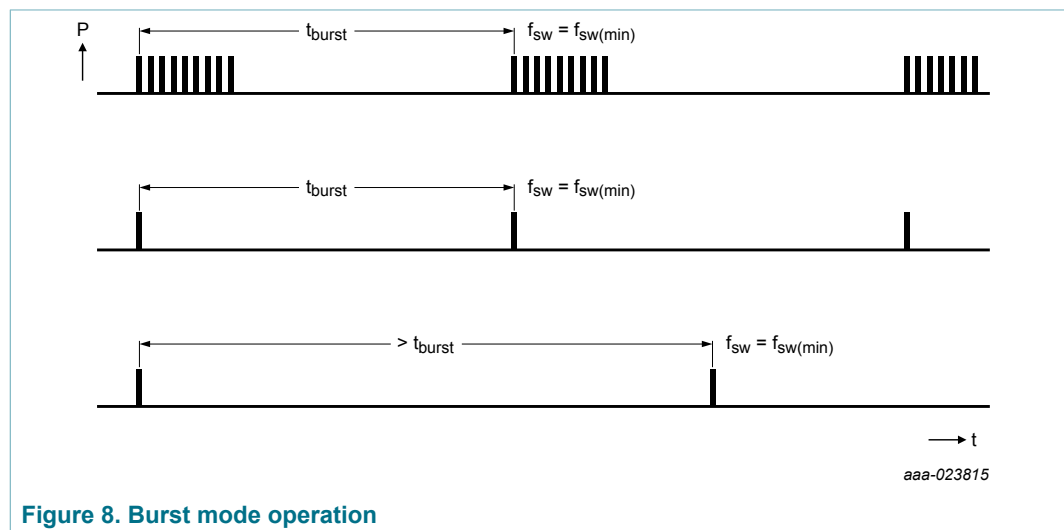 P
t_burst
f_sw = f_sw(min)
t_burst
f_sw = f_sw(min)
> t_burst
f_sw = f_sw(min)
t
aaa-023815
Figure 8. Burst mode operation